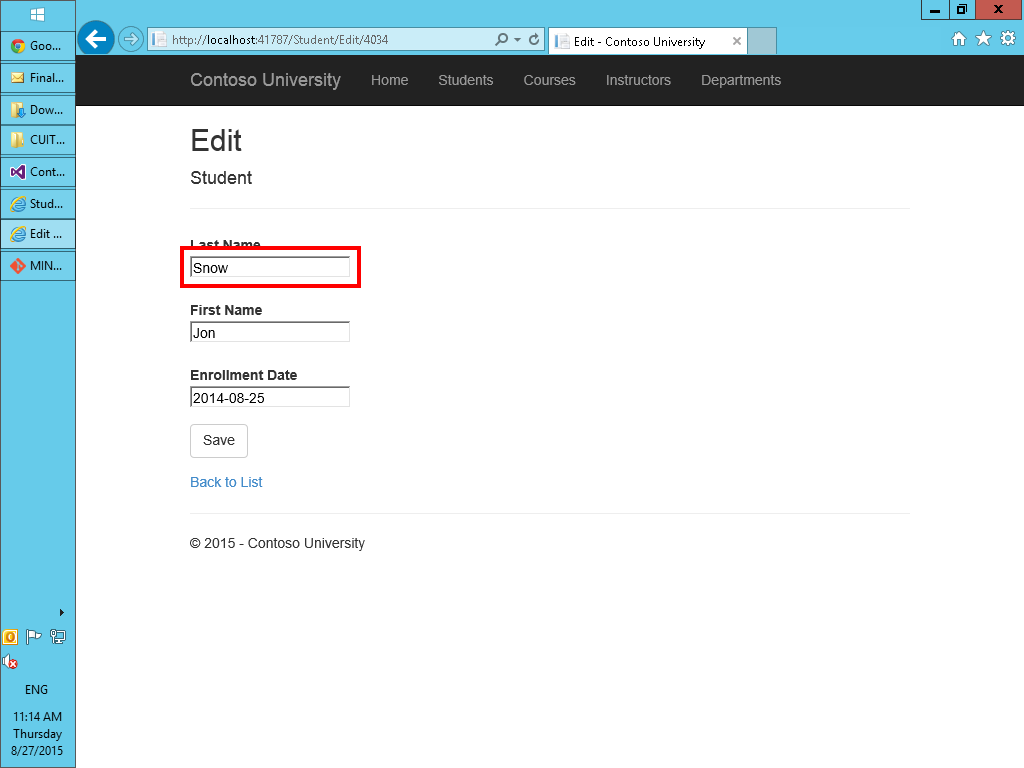 Goo...
Final...
Dow...
CUIT...
Cont...
Stud...
Edit ...
MIN...
ENG
11:14 AM
Thursday
8/27/2015
http://localhost:41787/Student/Edit/4034
Edit - Contoso University
Contoso University Home Students Courses Instructors Departments
Edit
Student
Last Name
Snow
First Name
Jon
Enrollment Date
2014-08-25
Save
Back to List
© 2015 - Contoso University